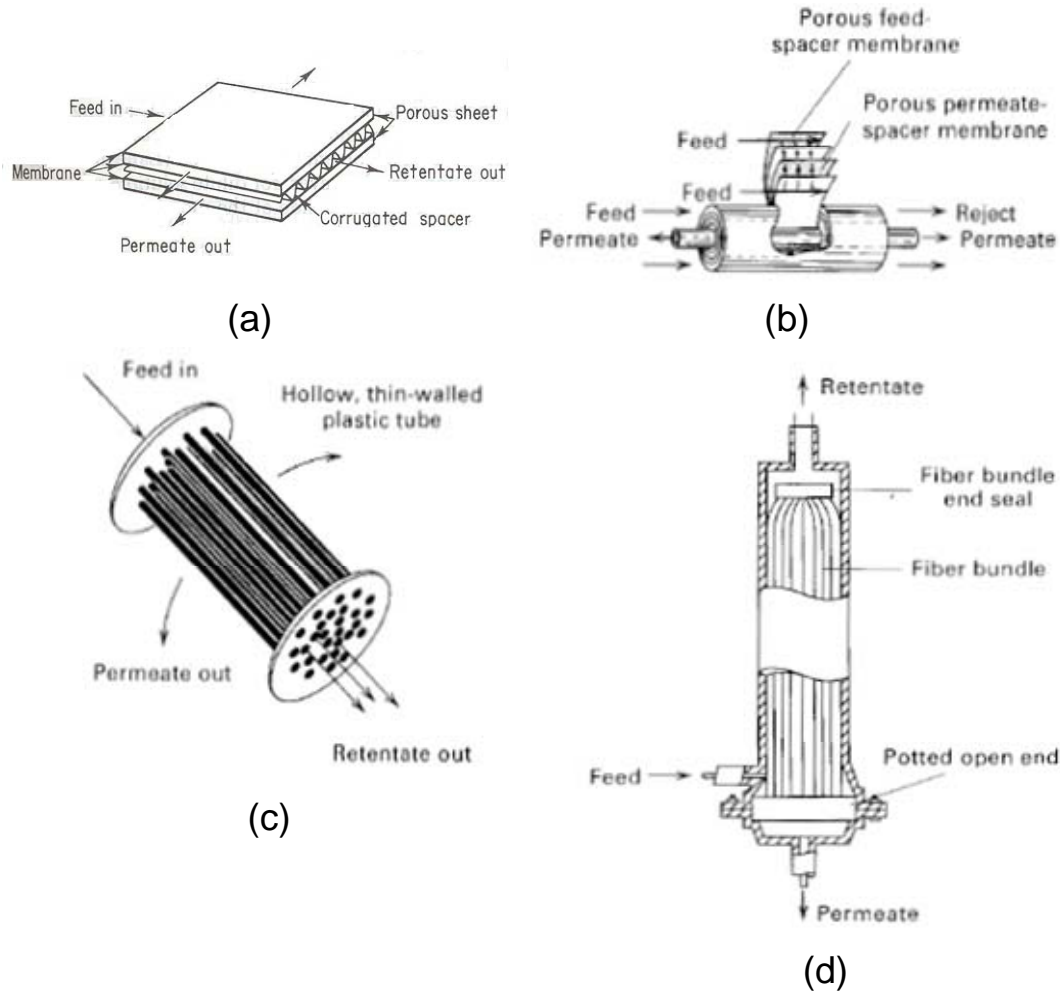 Feed in
Membrane
Permeate out
Porous sheet
Retentate out
Corrugated spacer
(a)
Porous feed-
spacer membrane
Porous permeate-
spacer membrane
Feed
Feed
Feed
Permeate
Reject
Permeate
(b)
Feed in
Hollow, thin-walled
plastic tube
Permeate out
Retentate out
(c)
Retentate
Fiber bundle
end seal
Fiber bundle
Potted open end
Feed
Permeate
(d)